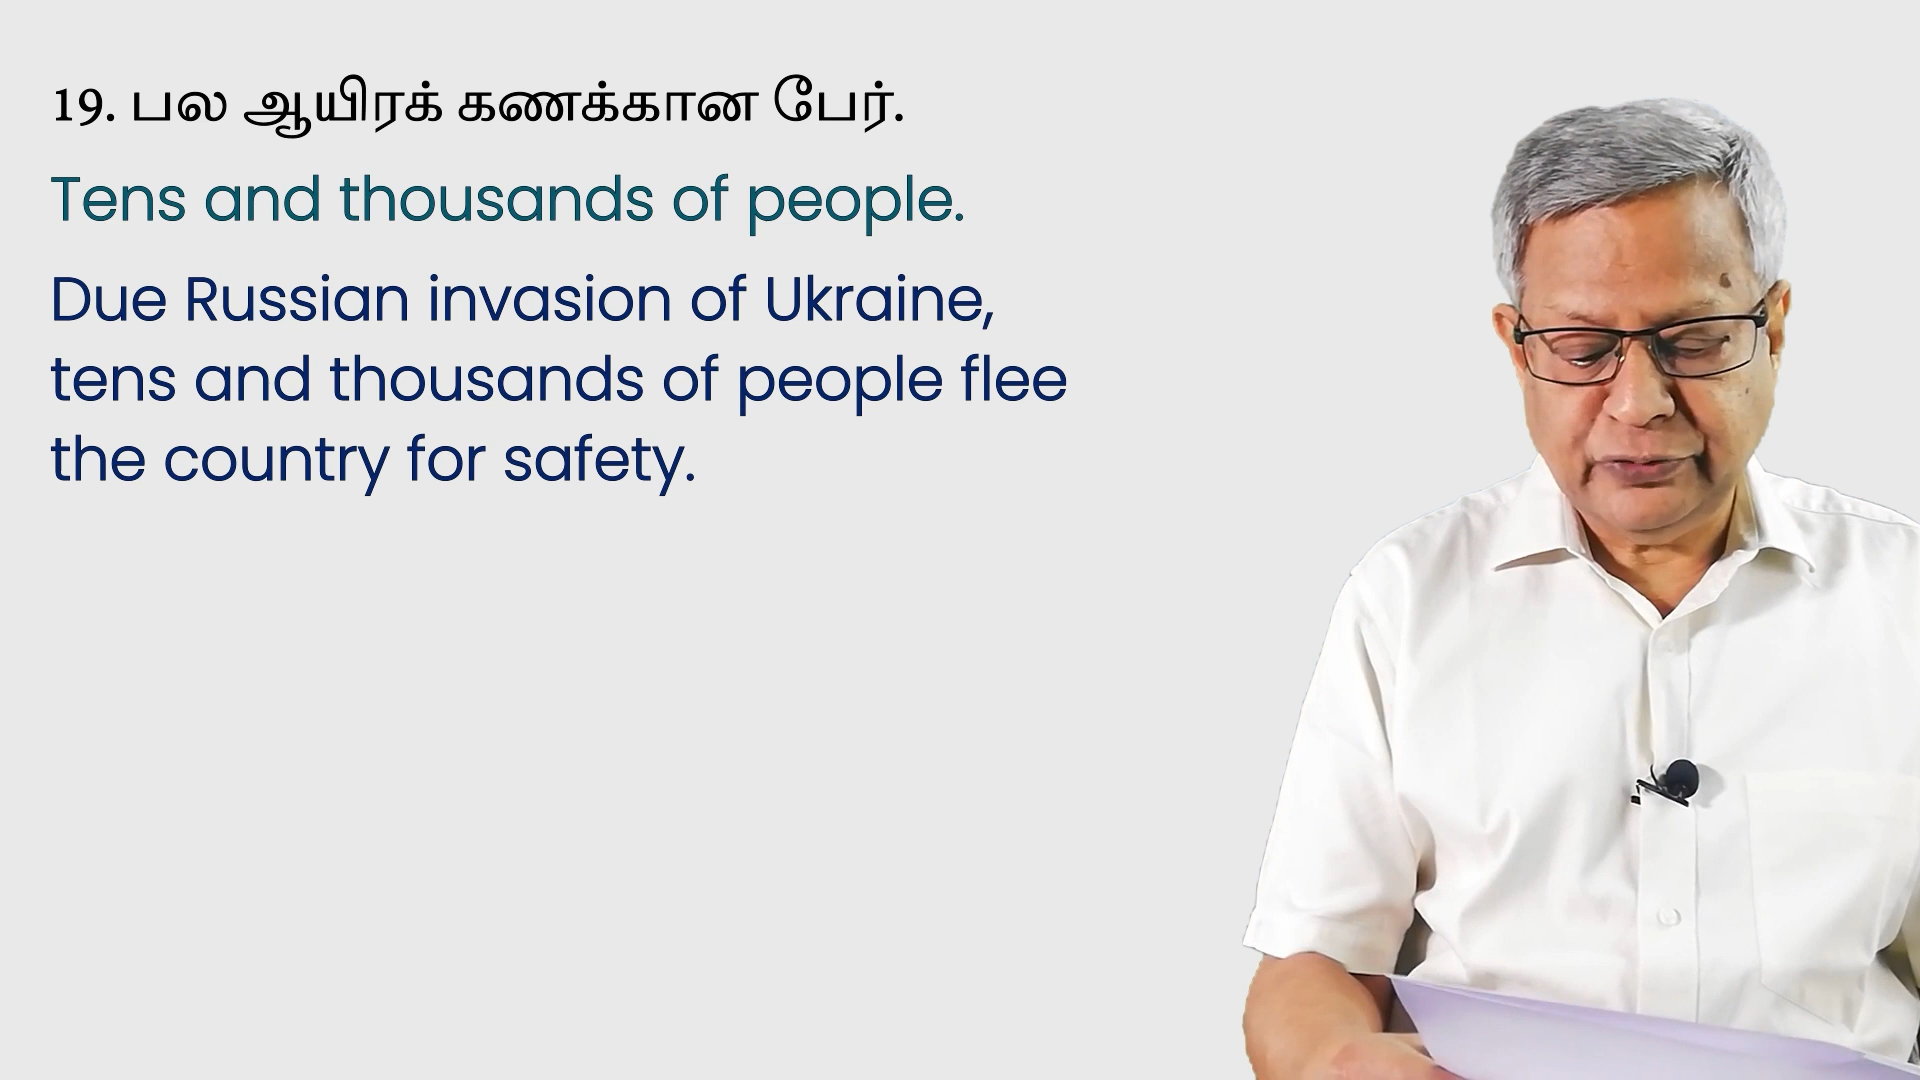 19. பல ஆயிரக் கணக்கான பேர்.
Tens and thousands of people.
Due Russian invasion of Ukraine,
tens and thousands of people flee
the country for safety.